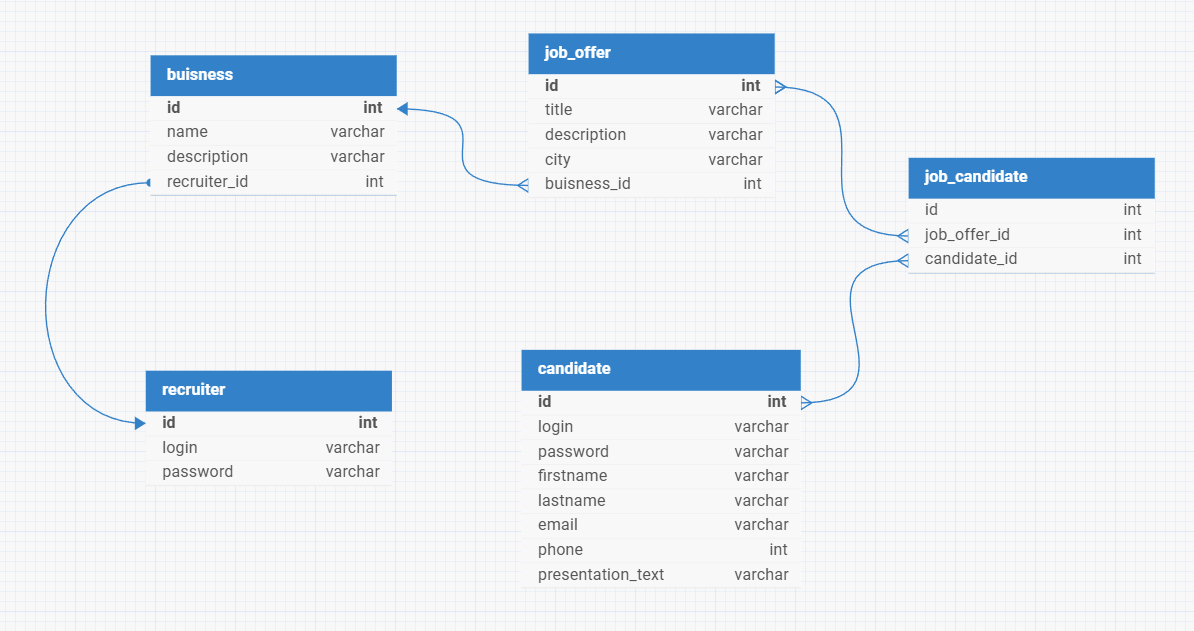 buisness
id int
name varchar
description varchar
recruiter_id int
job_offer
id int
title varchar
description varchar
city varchar
buisness_id int
job_candidate
id int
job_offer_id int
candidate_id int
recruiter
id int
login varchar
password varchar
candidate
id int
login varchar
password varchar
firstname varchar
lastname varchar
email varchar
phone int
presentation_text varchar